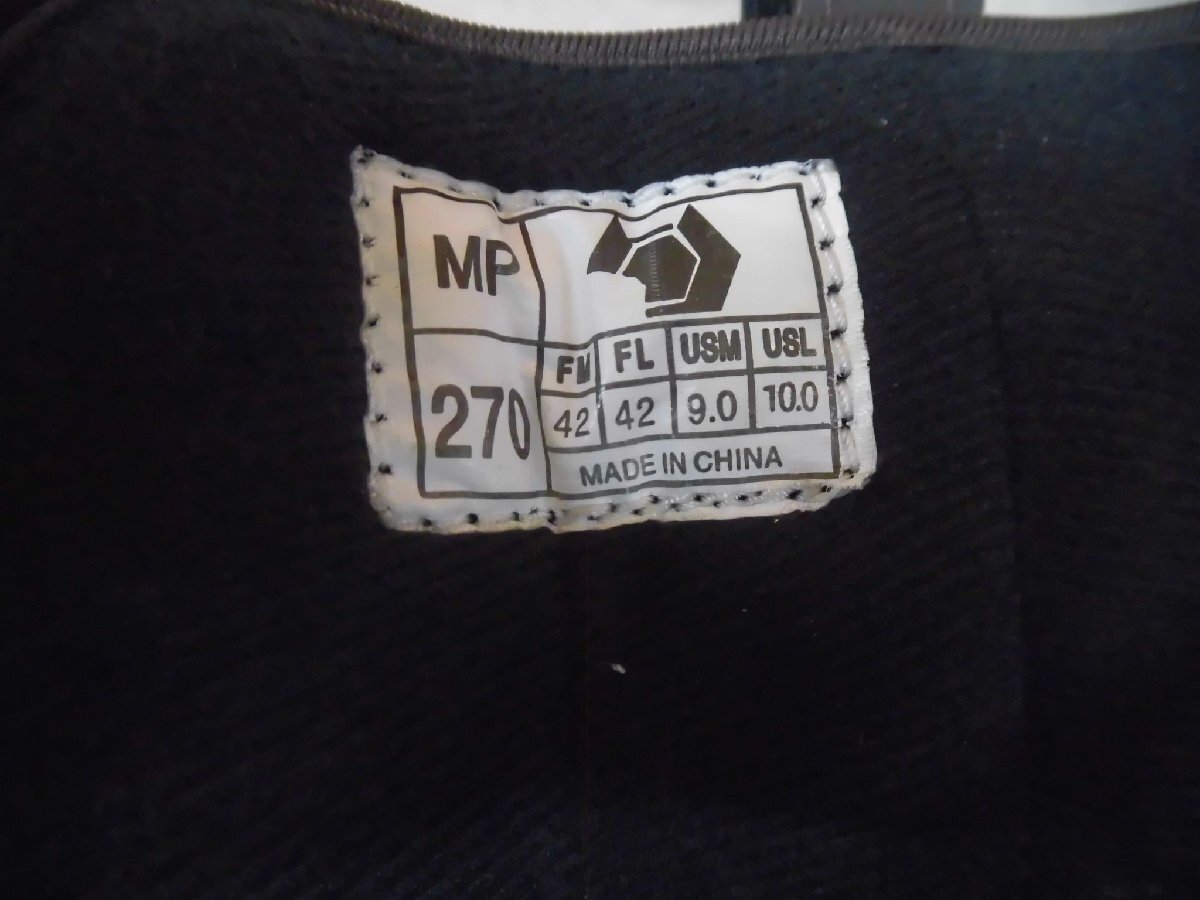 MP
270
FM FL USM USL
42 42 9.0 10.0
MADE IN CHINA